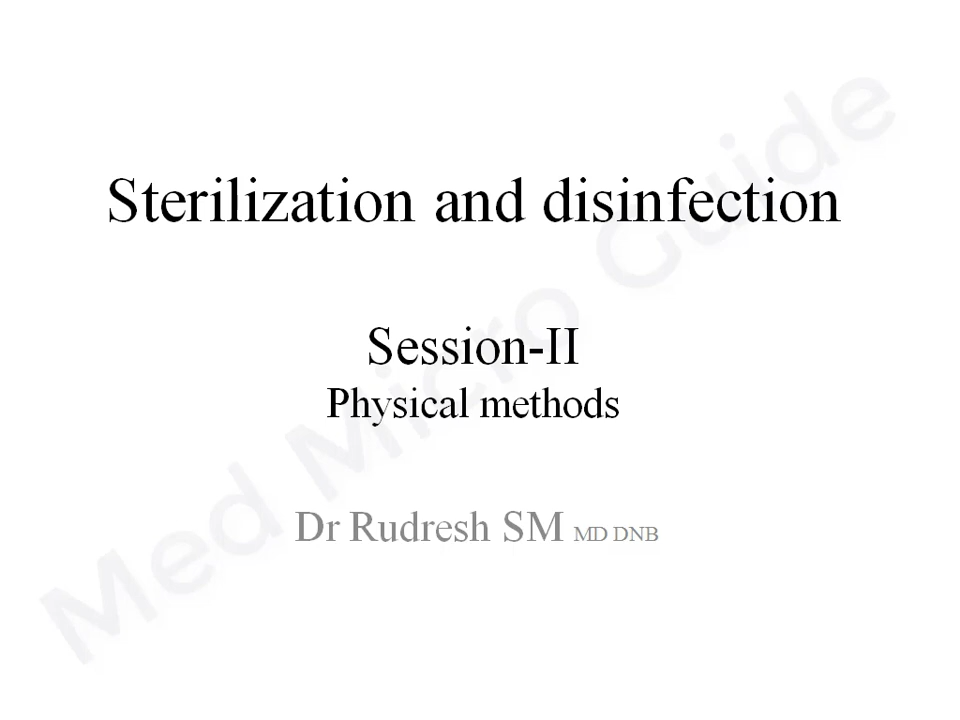 Sterilization and disinfection
Session-II
Physical methods
Dr Rudresh SM MD DNB
Med Micro Guide